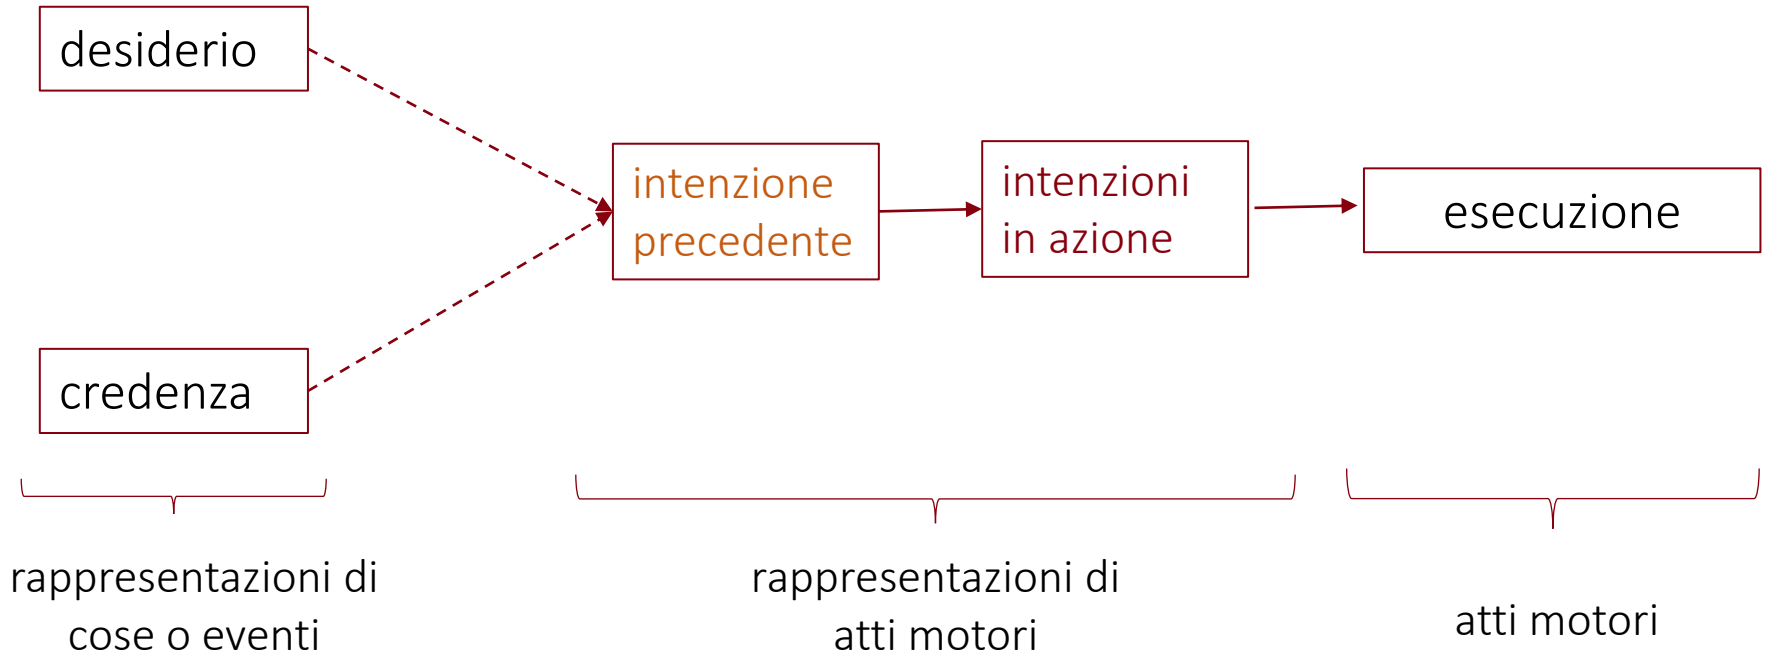 desiderio
intenzione
precedente
intenzioni
in azione
esecuzione
credenza
rappresentazioni di
cose o eventi
rappresentazioni di
atti motori
atti motori